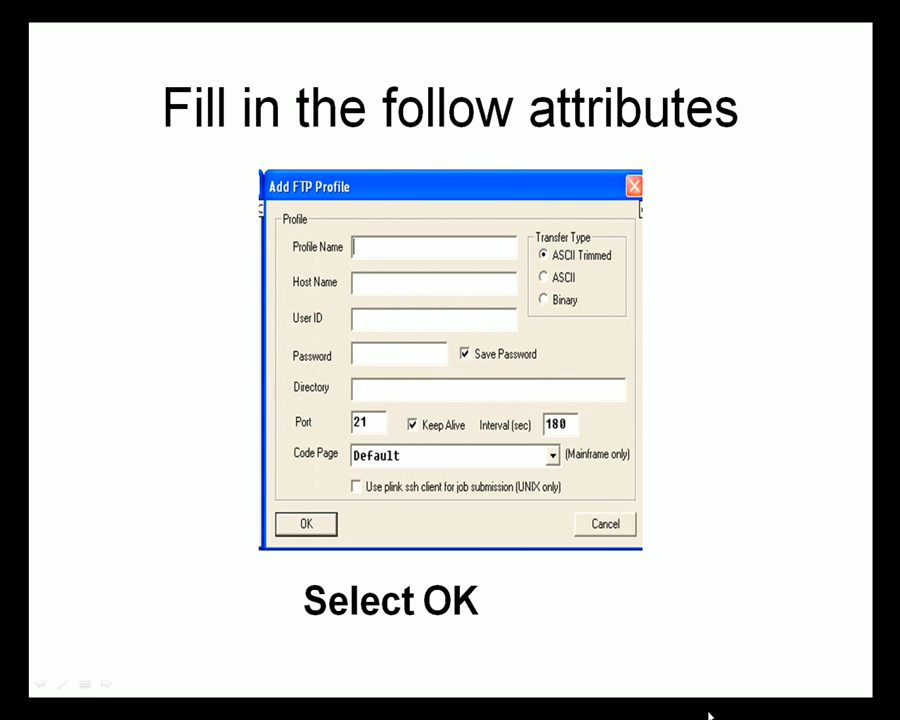 Fill in the follow attributes
Add FTP Profile
Profile
Profile Name
Transfer Type
ASCII Trimmed
Host Name
ASCII
Binary
User ID
Password
Save Password
Directory
Port 21 Keep Alive Interval (sec) 180
Code Page Default (Mainframe only)
Use plink ssh client for job submission (UNIX only)
OK Cancel
Select OK